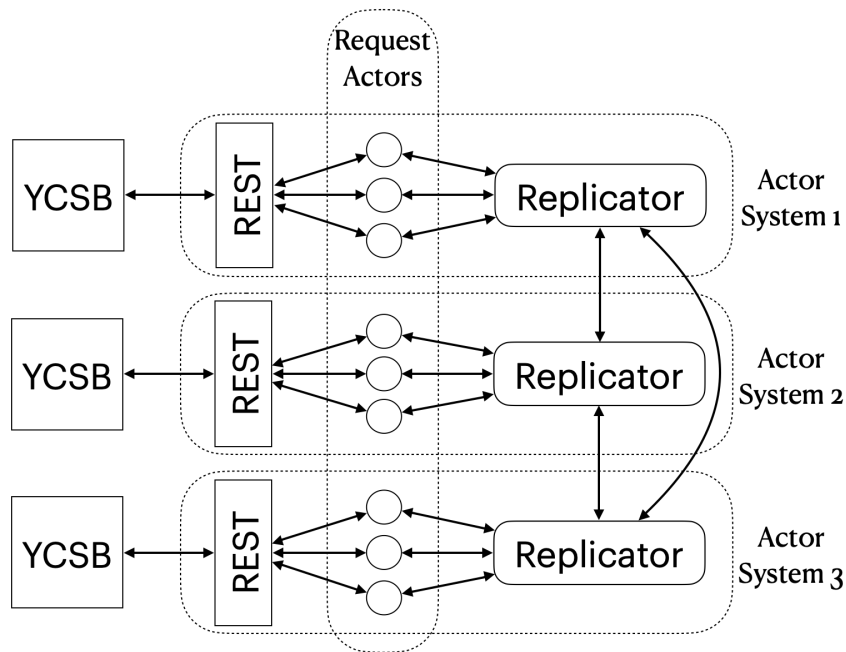 Request
Actors
YCSB
REST
Replicator
Actor
System 1
YCSB
REST
Replicator
Actor
System 2
YCSB
REST
Replicator
Actor
System 3